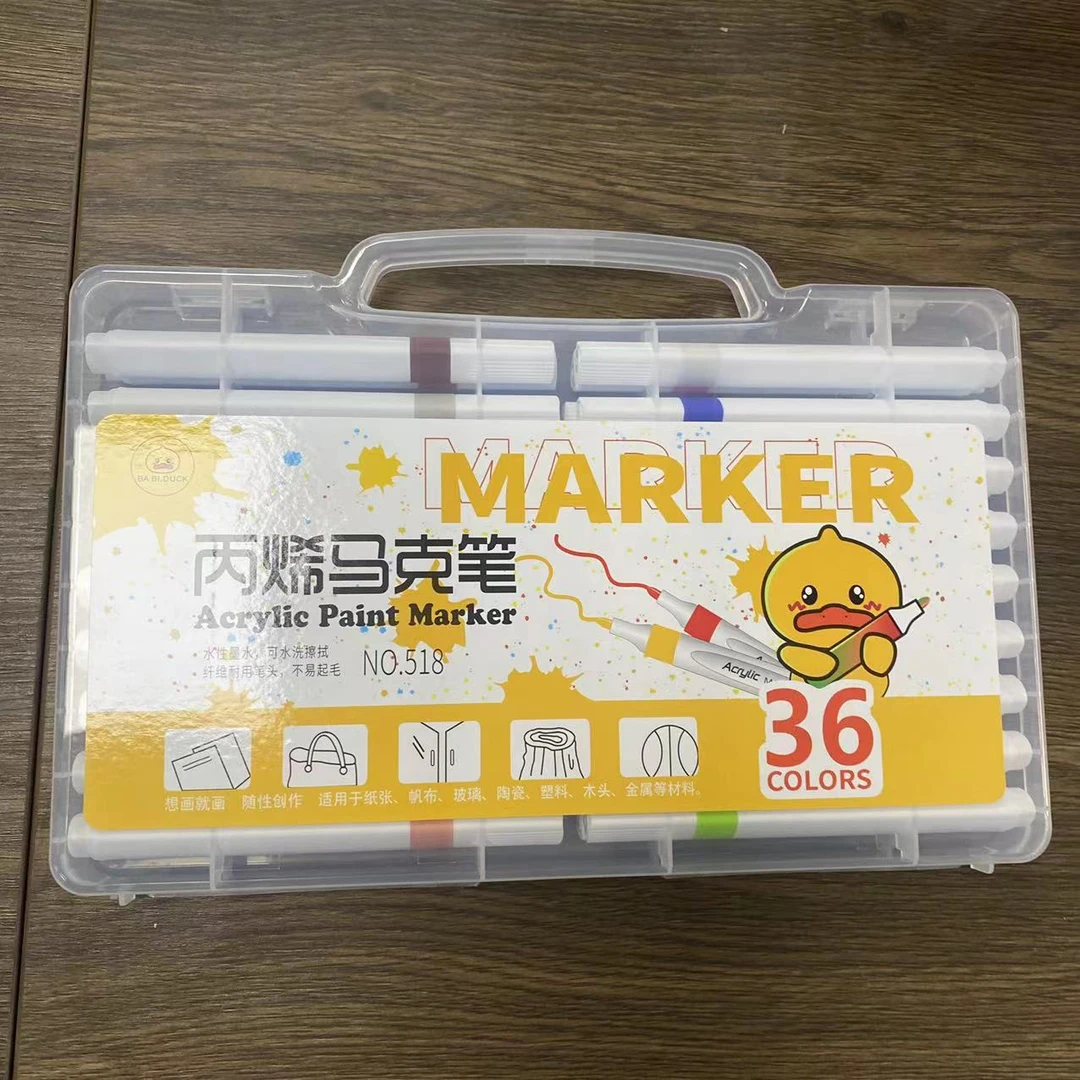 BA BI.DUCK
MARKER
丙烯马克笔
Acrylic Paint Marker
• 水性墨水，可水洗擦拭
• 纤维耐用笔头，不易起毛
NO.518
Acrylic
36
COLORS
想画就画 随性创作 适用于纸张、帆布、玻璃、陶瓷、塑料、木头、金属等材料。